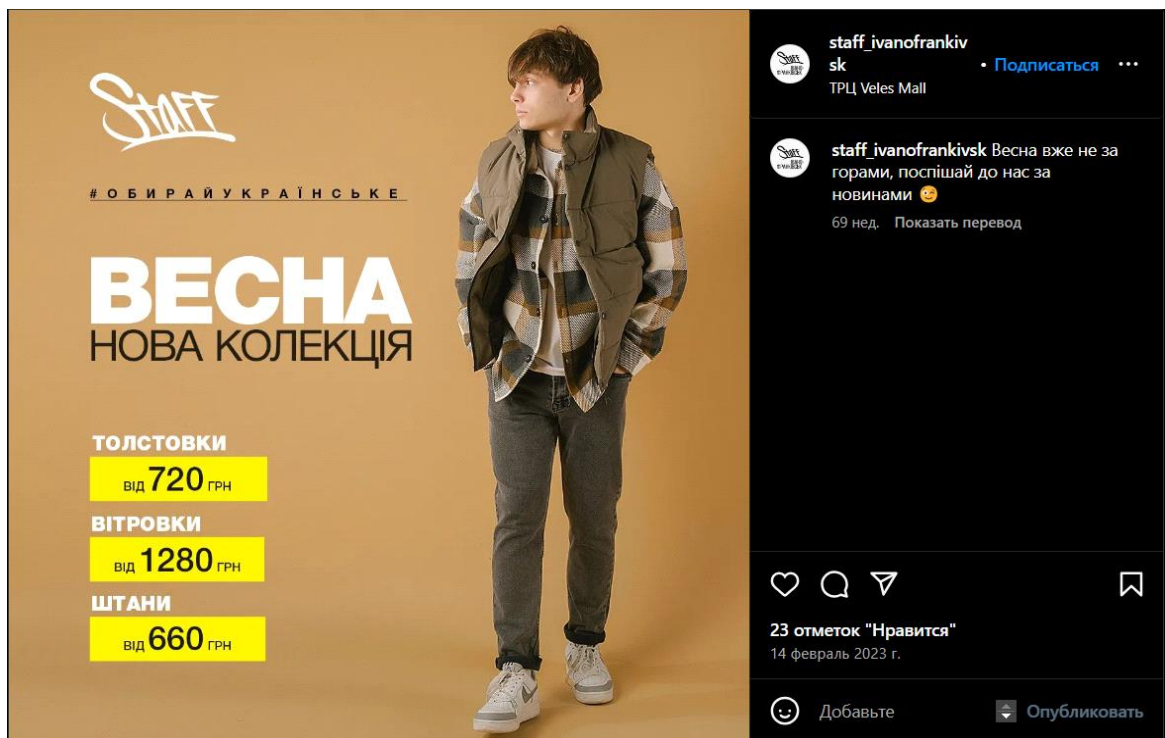 Staff
#ОБИРАЙУКРАЇНСЬКЕ
ВЕСНА
НОВА КОЛЕКЦІЯ
ТОЛСТОВКИ
ВІД 720 ГРН
ВІТРОВКИ
ВІД 1280 ГРН
ШТАНИ
ВІД 660 ГРН
staff_ivanofrankiv
sk • Подписаться
ТРЦ Veles Mall
staff_ivanofrankivsk Весна вже не за
горами, поспішай до нас за
новинами 😉
69 нед. Показать перевод
23 отметок "Нравится"
14 февраль 2023 г.
Добавьте Опубликовать